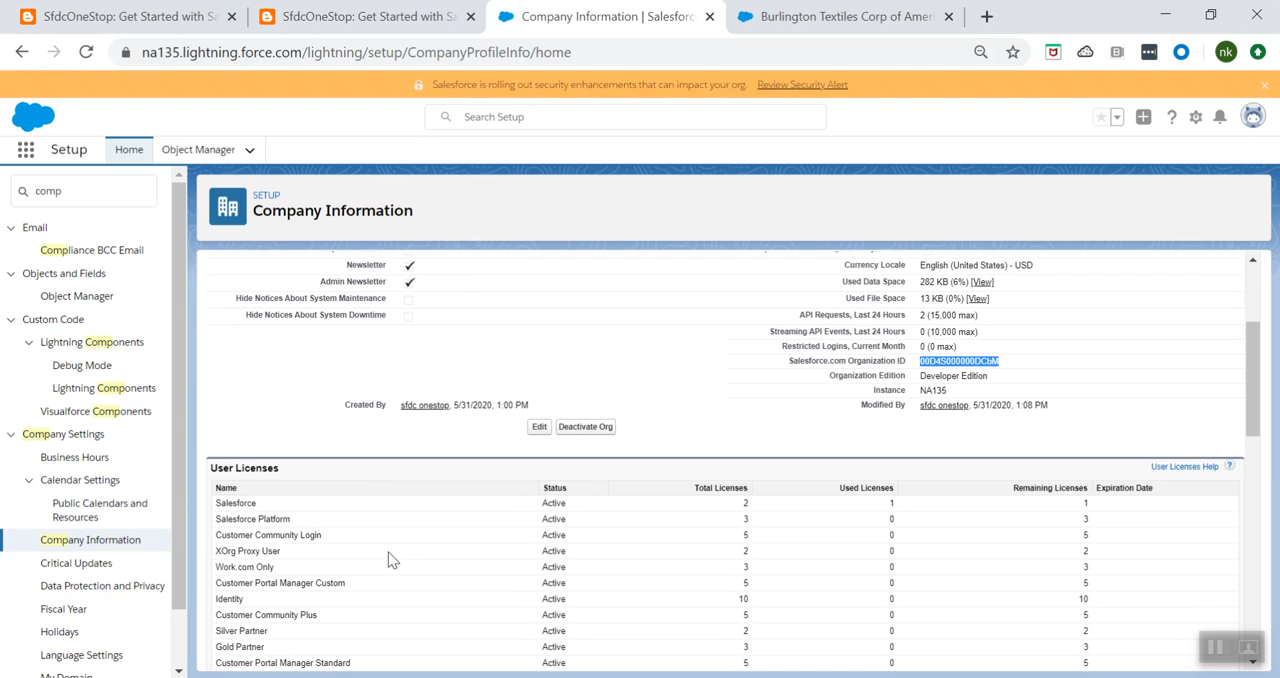 SfdcOneStop: Get Started with Sa
SfdcOneStop: Get Started with Sa
Company Information | Salesforc
Burlington Textiles Corp of Ameri
na135.lightning.force.com/lightning/setup/CompanyProfileInfo/home
nk
Salesforce is rolling out security enhancements that can impact your org. Review Security Alert
Search Setup
Setup Home Object Manager
comp
Email
Compliance BCC Email
Objects and Fields
Object Manager
Custom Code
Lightning Components
Debug Mode
Lightning Components
Visualforce Components
Company Settings
Business Hours
Calendar Settings
Public Calendars and
Resources
Company Information
Critical Updates
Data Protection and Privacy
Fiscal Year
Holidays
Language Settings
My Domain
SETUP
Company Information
Newsletter
Admin Newsletter
Hide Notices About System Maintenance
Hide Notices About System Downtime
Currency Locale English (United States) - USD
Used Data Space 282 KB (6%) [View]
Used File Space 13 KB (0%) [View]
API Requests, Last 24 Hours 2 (15,000 max)
Streaming API Events, Last 24 Hours 0 (10,000 max)
Restricted Logins, Current Month 0 (0 max)
Salesforce.com Organization ID 00D4S000000DCbM
Organization Edition Developer Edition
Instance NA135
Created By sfdc onestop, 5/31/2020, 1:00 PM
Modified By sfdc onestop, 5/31/2020, 1:08 PM
Edit Deactivate Org
User Licenses
User Licenses Help ?
Name Status Total Licenses Used Licenses Remaining Licenses Expiration Date
Salesforce Active 2 1 1
Salesforce Platform Active 3 0 3
Customer Community Login Active 5 0 5
XOrg Proxy User Active 2 0 2
Work.com Only Active 3 0 3
Customer Portal Manager Custom Active 5 0 5
Identity Active 10 0 10
Customer Community Plus Active 5 0 5
Silver Partner Active 2 0 2
Gold Partner Active 3 0 3
Customer Portal Manager Standard Active 5 0 5